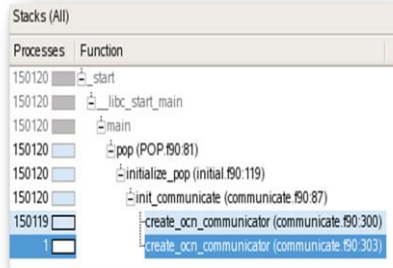 Stacks (All)
Processes Function
150120 _start
150120 __libc_start_main
150120 main
150120 pop (POP.f90:81)
150120 initialize_pop (initial.f90:119)
150120 init_communicate (communicate.f90:87)
150119 create_ocn_communicator (communicate.f90:300)
1 create_ocn_communicator (communicate.f90:303)